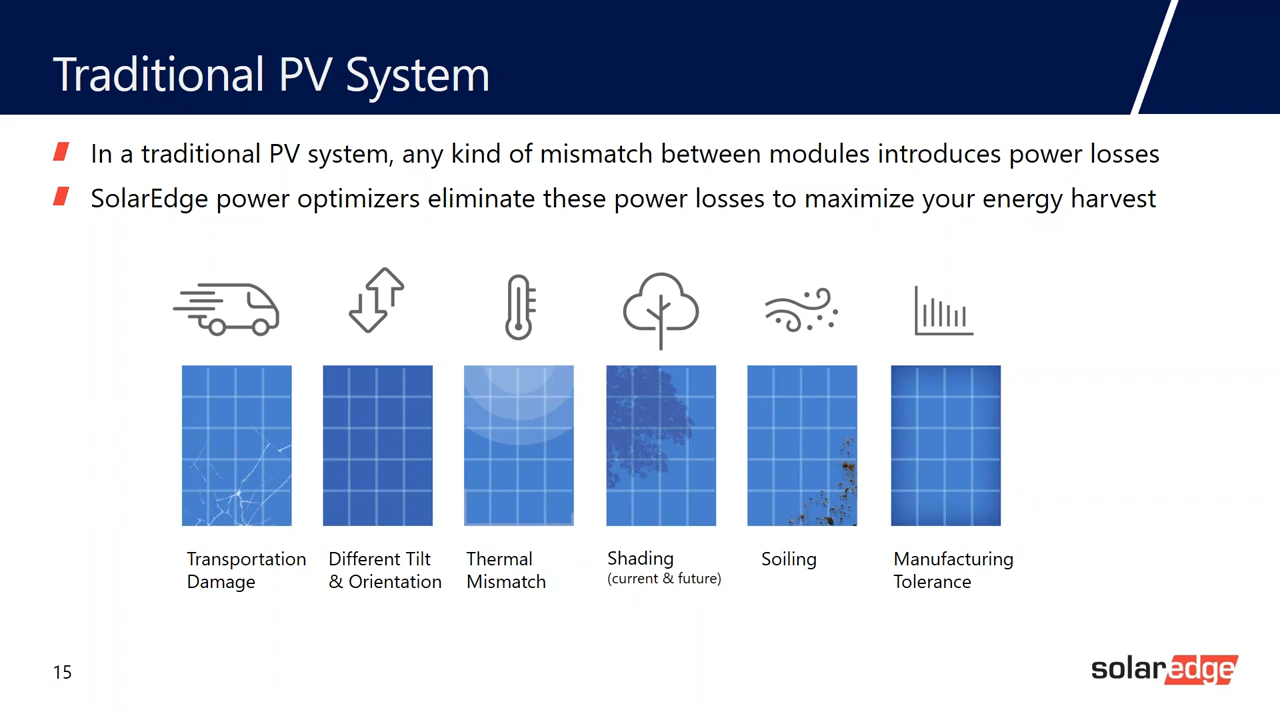 Traditional PV System
In a traditional PV system, any kind of mismatch between modules introduces power losses
SolarEdge power optimizers eliminate these power losses to maximize your energy harvest
Transportation
Damage
Different Tilt
& Orientation
Thermal
Mismatch
Shading
(current & future)
Soiling
Manufacturing
Tolerance
15
solaredge